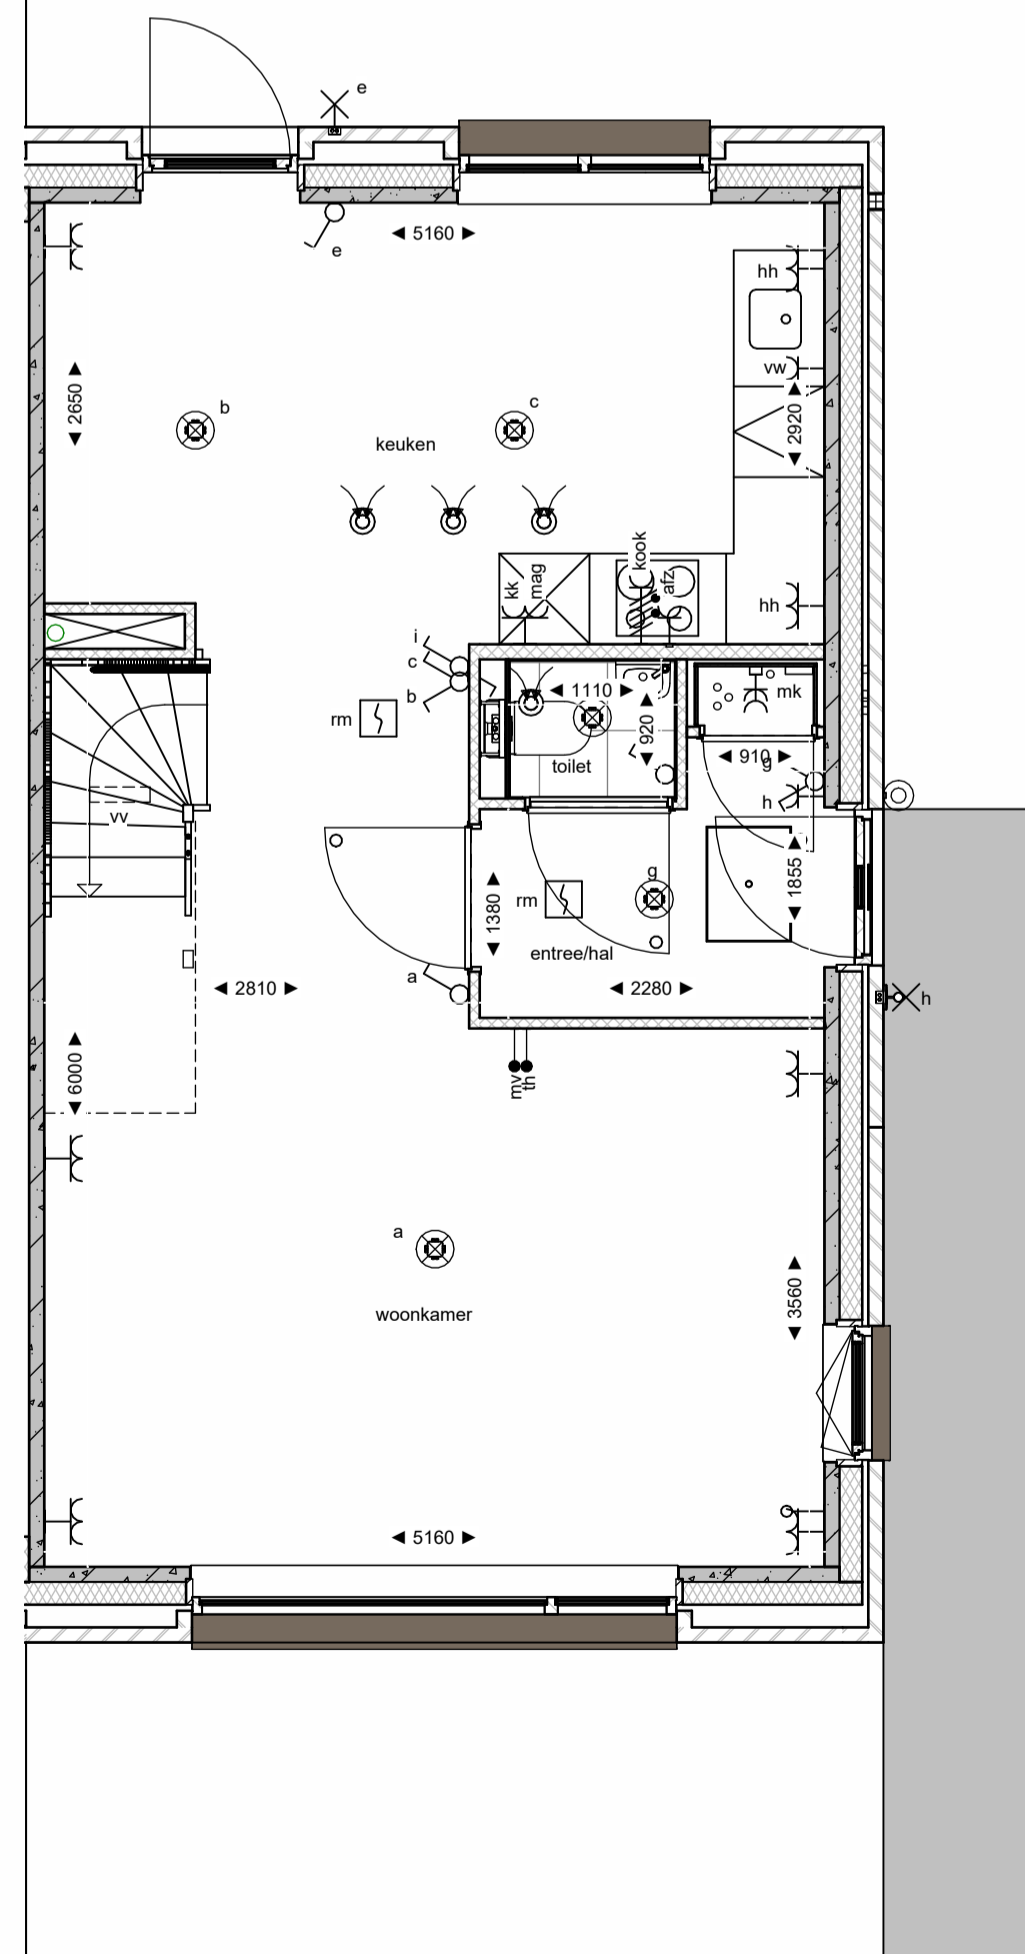 e
e
5160
hh
vw
2920
2650
b
c
keuken
kook
afz
kk
mag
hh
i
c
b
rm
1110
920
toilet
mk
910
g
h
vv
1855
g
rm
1380
entree/hal
a
2810
2280
h
6000
mv
th
a
woonkamer
3560
5160